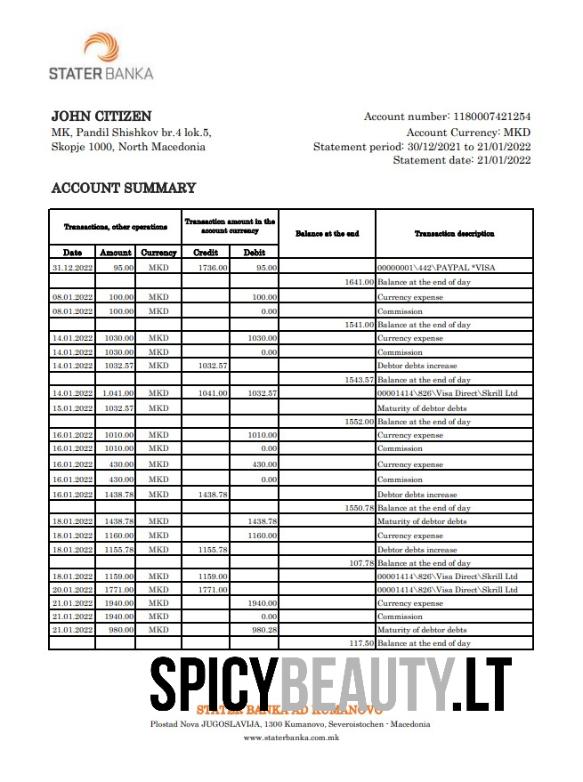 STATER BANKA
JOHN CITIZEN
MK, Pandil Shishkov br.4 lok.5,
Skopje 1000, North Macedonia
Account number: 1180007421254
Account Currency: MKD
Statement period: 30/12/2021 to 21/01/2022
Statement date: 21/01/2022
ACCOUNT SUMMARY
Transactions, other operations Transaction amount in the account currency Balance at the end Transaction description
Date Amount Currency Credit Debit
31.12.2022 95.00 MKD 1736.00 95.00 00000001\442\PAYPAL *VISA
1641.00 Balance at the end of day
08.01.2022 100.00 MKD 100.00 Currency expense
08.01.2022 100.00 MKD 0.00 Commission
1541.00 Balance at the end of day
14.01.2022 1030.00 MKD 1030.00 Currency expense
14.01.2022 1030.00 MKD 0.00 Commission
14.01.2022 1032.57 MKD 1032.57 Debtor debts increase
1543.57 Balance at the end of day
14.01.2022 1.041.00 MKD 1041.00 1032.57 00001414\826\Visa Direct\Skrill Ltd
15.01.2022 1032.57 MKD Maturity of debtor debts
1552.00 Balance at the end of day
16.01.2022 1010.00 MKD 1010.00 Currency expense
16.01.2022 1010.00 MKD 0.00 Commission
16.01.2022 430.00 MKD 430.00 Currency expense
16.01.2022 430.00 MKD 0.00 Commission
16.01.2022 1438.78 MKD 1438.78 Debtor debts increase
1550.78 Balance at the end of day
18.01.2022 1438.78 MKD 1438.78 Maturity of debtor debts
18.01.2022 1160.00 MKD 1160.00 Currency expense
18.01.2022 1155.78 MKD 1155.78 Debtor debts increase
107.78 Balance at the end of day
18.01.2022 1159.00 MKD 1159.00 00001414\826\Visa Direct\Skrill Ltd
20.01.2022 1771.00 MKD 1771.00 00001414\826\Visa Direct\Skrill Ltd
21.01.2022 1940.00 MKD 1940.00 Currency expense
21.01.2022 1940.00 MKD 0.00 Commission
21.01.2022 980.00 MKD 980.28 Maturity of debtor debts
117.50 Balance at the end of day
SPICYBEAUTY.LT
STATER BANKA AD KUMANOVO
Plostad Nova JUGOSLAVIJA, 1300 Kumanovo, Severoistochen - Macedonia
www.staterbanka.com.mk